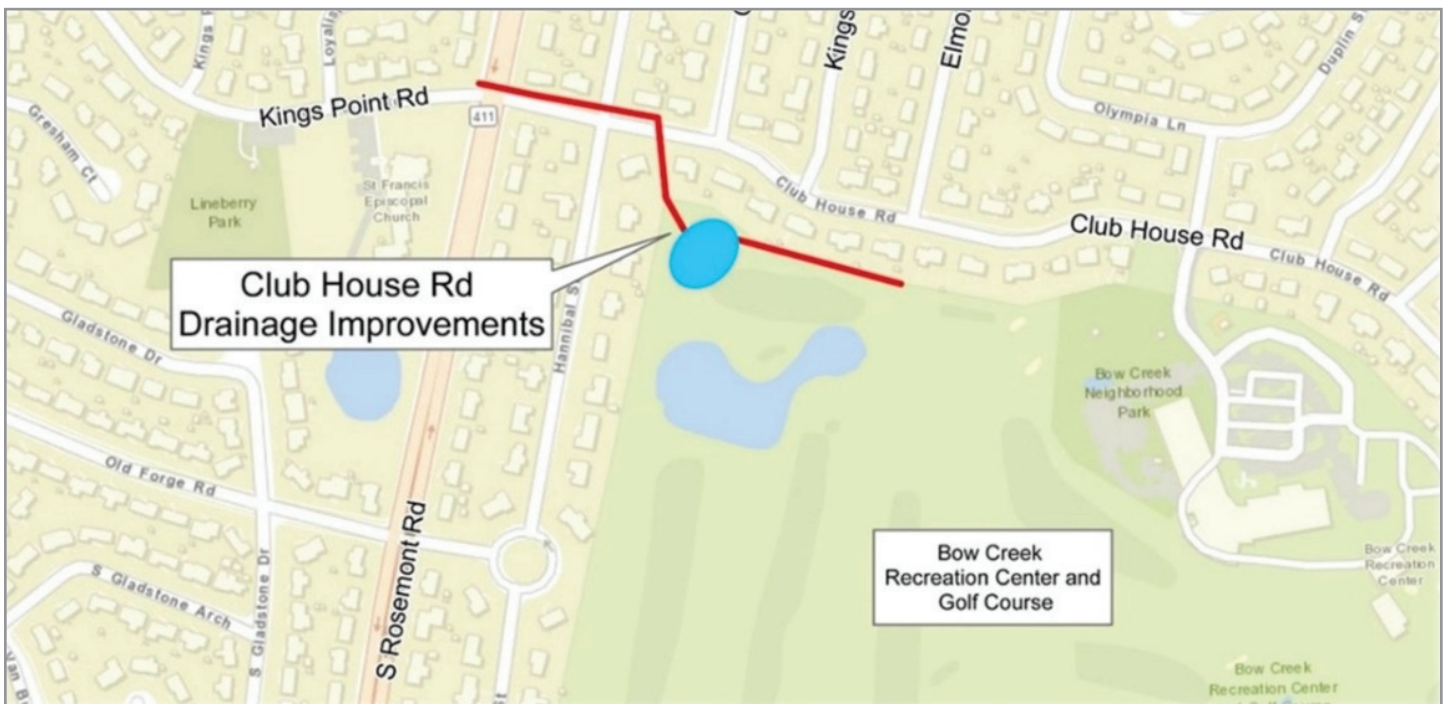 Kings
Elmo
Duplin S
Kings Point Rd
411
Olympia Ln
Gresham Ct
Lineberry
Park
St Francis
Episcopal
Church
Club House Rd
Club House Rd
Club House Rd
Club House Rd
Drainage Improvements
Hannibal S
Gladstone Dr
Bow Creek
Neighborhood
Park
Old Forge Rd
S Rosemont Rd
Bow Creek
Recreation Center and
Golf Course
Bow Creek
Recreation
Center
S Gladstone Arch
S Gladstone Dr
St
Bow Creek
Recreation Center